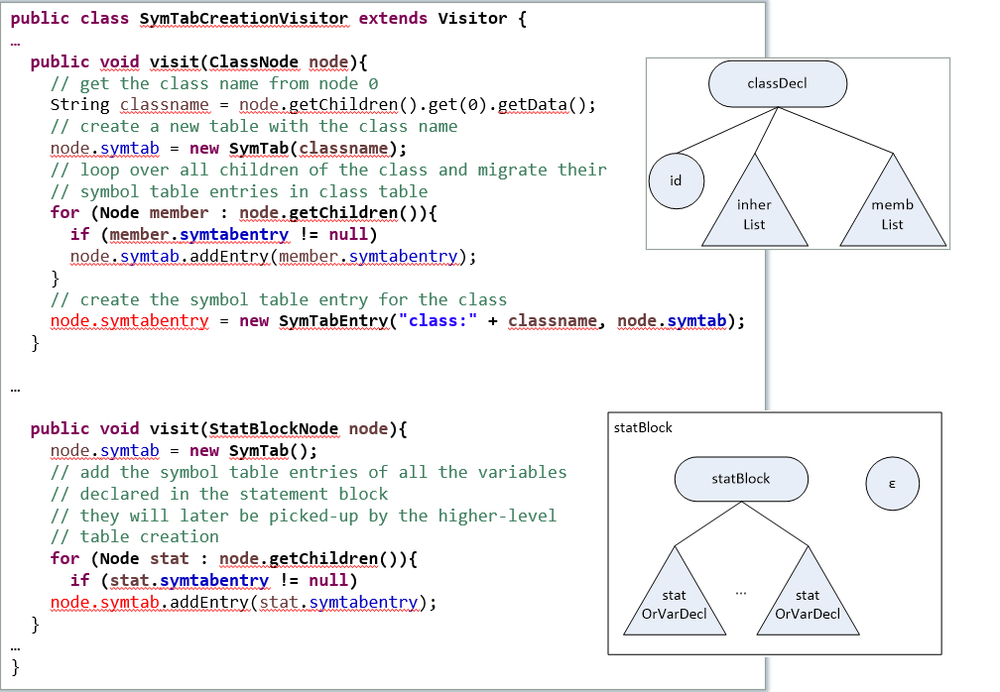 public class SymTabCreationVisitor extends Visitor {
…
public void visit(ClassNode node){
// get the class name from node 0
String classname = node.getChildren().get(0).getData();
// create a new table with the class name
node.symtab = new SymTab(classname);
// loop over all children of the class and migrate their
// symbol table entries in class table
for (Node member : node.getChildren()){
if (member.symtabentry != null)
node.symtab.addEntry(member.symtabentry);
}
// create the symbol table entry for the class
node.symtabentry = new SymTabEntry("class:" + classname, node.symtab);
}
…
public void visit(StatBlockNode node){
node.symtab = new SymTab();
// add the symbol table entries of all the variables
// declared in the statement block
// they will later be picked-up by the higher-level
// table creation
for (Node stat : node.getChildren()){
if (stat.symtabentry != null)
node.symtab.addEntry(stat.symtabentry);
}
…
}
classDecl
id
inher
List
memb
List
statBlock
statBlock
ε
stat
OrVarDecl
…
stat
OrVarDecl